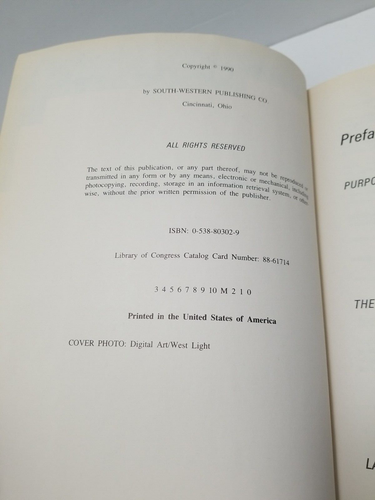 Copyright © 1990
by SOUTH-WESTERN PUBLISHING CO.
Cincinnati, Ohio
ALL RIGHTS RESERVED
The text of this publication, or any part thereof, may not be reproduced or
transmitted in any form or by any means, electronic or mechanical, including
photocopying, recording, storage in an information retrieval system, or other-
wise, without the prior written permission of the publisher.
ISBN: 0-538-80302-9
Library of Congress Catalog Card Number: 88-61714
3 4 5 6 7 8 9 10 M 2 1 0
Printed in the United States of America
COVER PHOTO: Digital Art/West Light
Prefa
PURPO
THE
LA